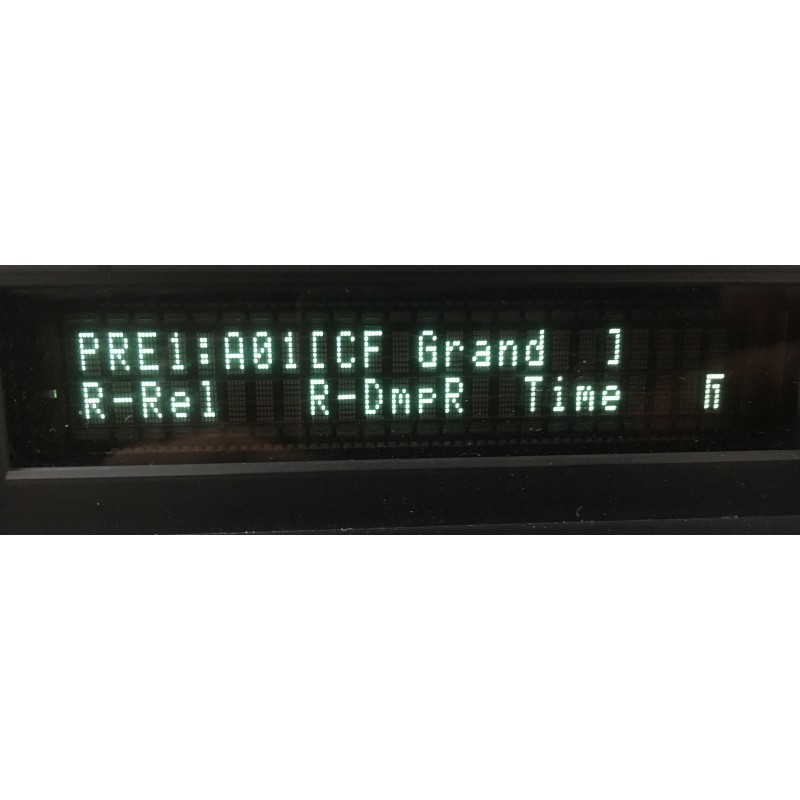 PRE1:A01[CF Grand  ]
R-Rel    R-DmpR  Time